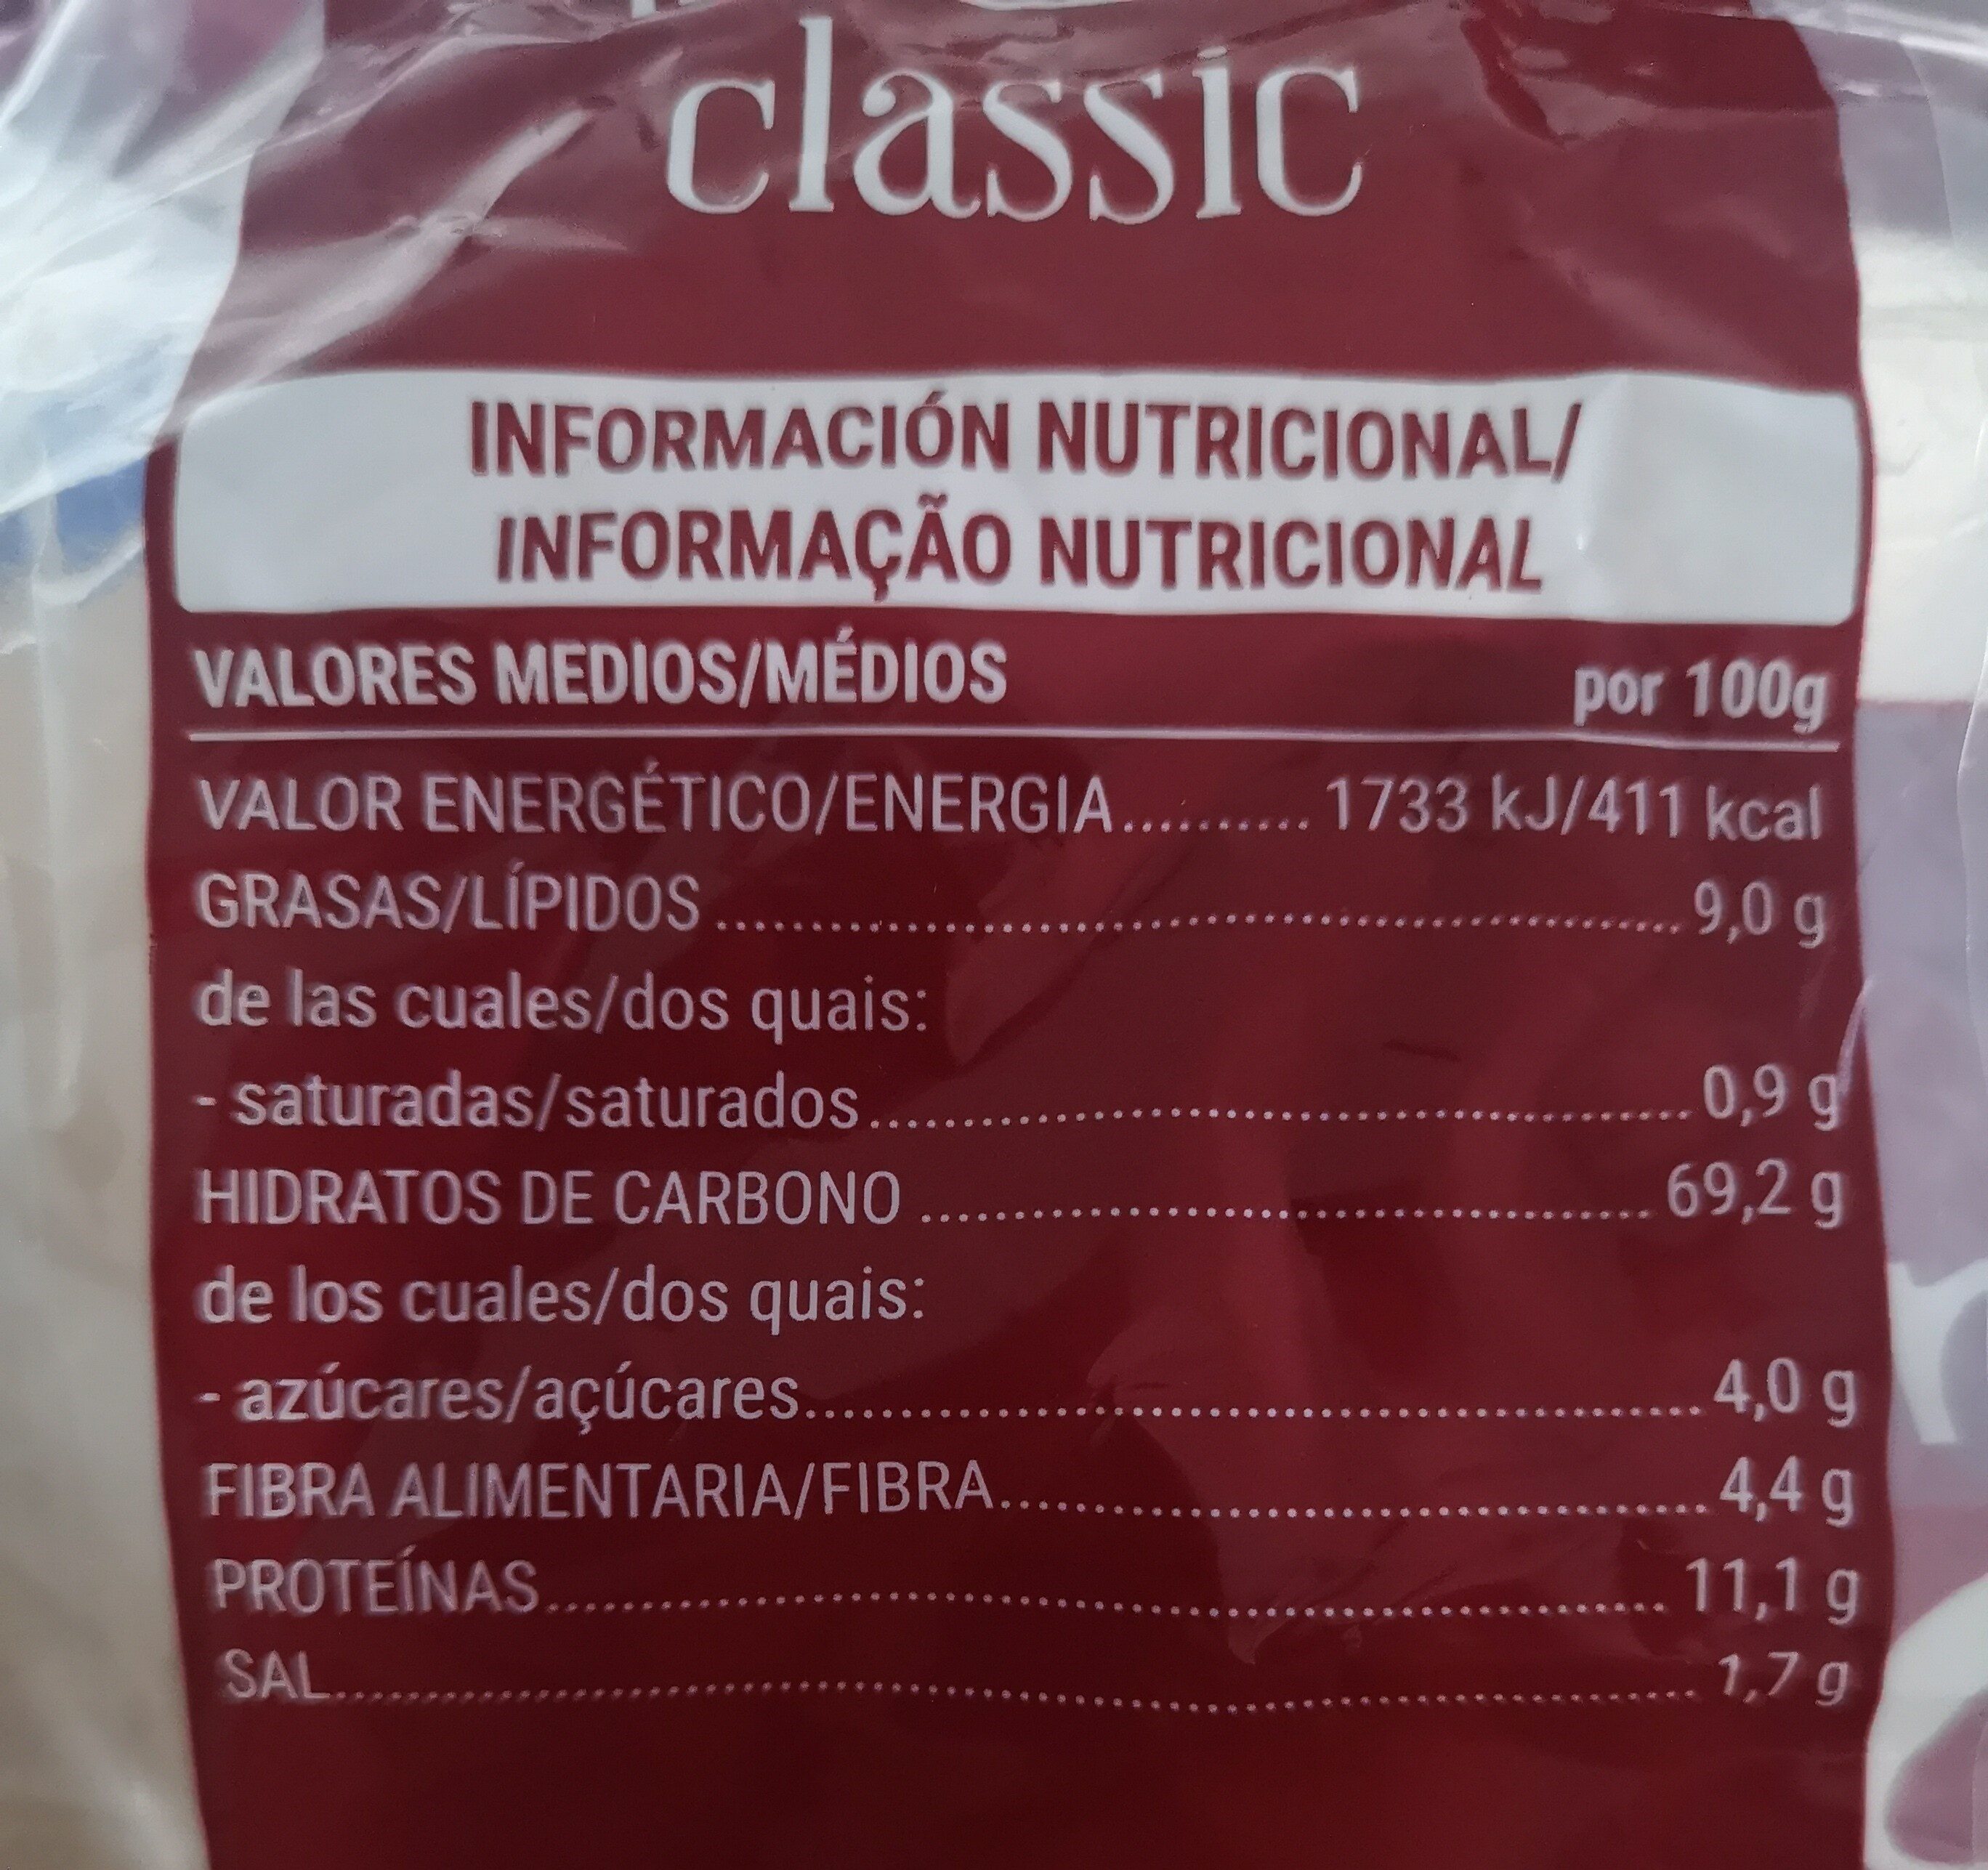 classic
INFORMACIÓN NUTRICIONAL/
INFORMAÇÃO NUTRICIONAL
VALORES MEDIOS/MÉDIOS por 100g
VALOR ENERGÉTICO/ENERGIA.......... 1733 kJ/411 kcal
GRASAS/LÍPIDOS ........................................ 9,0 g
de las cuales/dos quais:
- saturadas/saturados........................................ 0,9 g
HIDRATOS DE CARBONO ........................................ 69,2 g
de los cuales/dos quais:
- azúcares/açúcares........................................ 4,0 g
FIBRA ALIMENTARIA/FIBRA........................................ 4,4 g
PROTEÍNAS........................................ 11,1 g
SAL........................................ 1,7 g